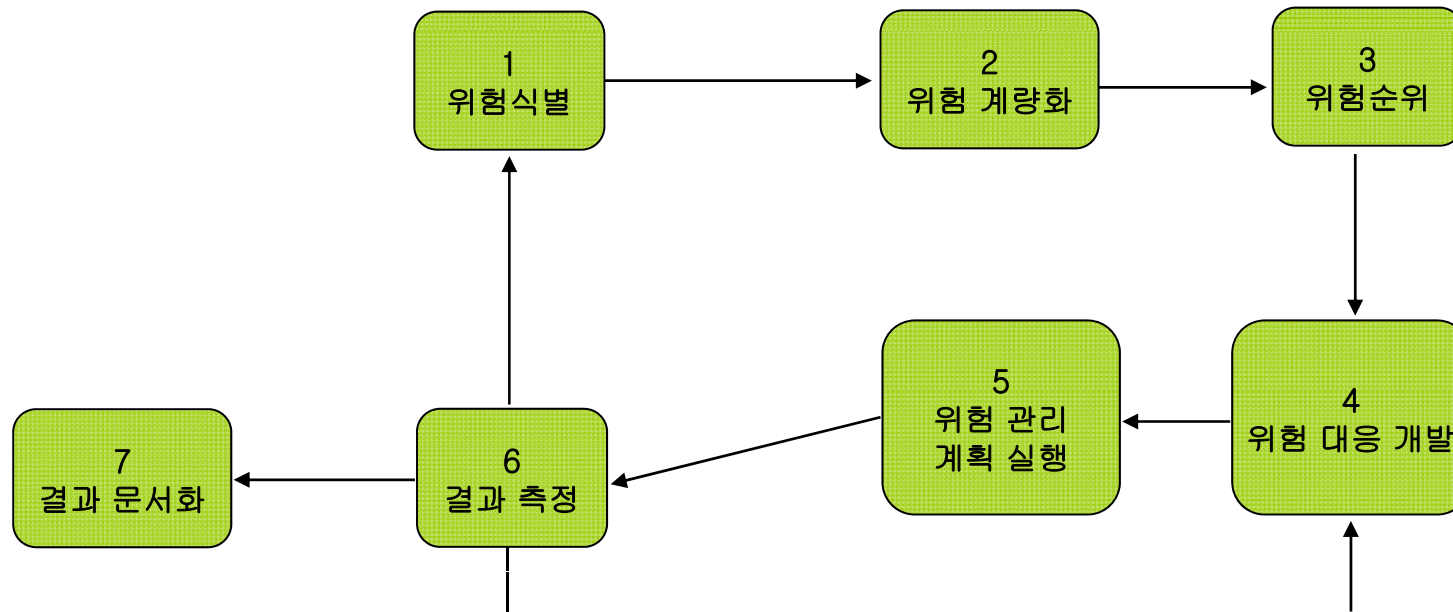 1
위험식별
2
위험 계량화
3
위험순위
4
위험 대응 개발
5
위험 관리
계획 실행
6
결과 측정
7
결과 문서화